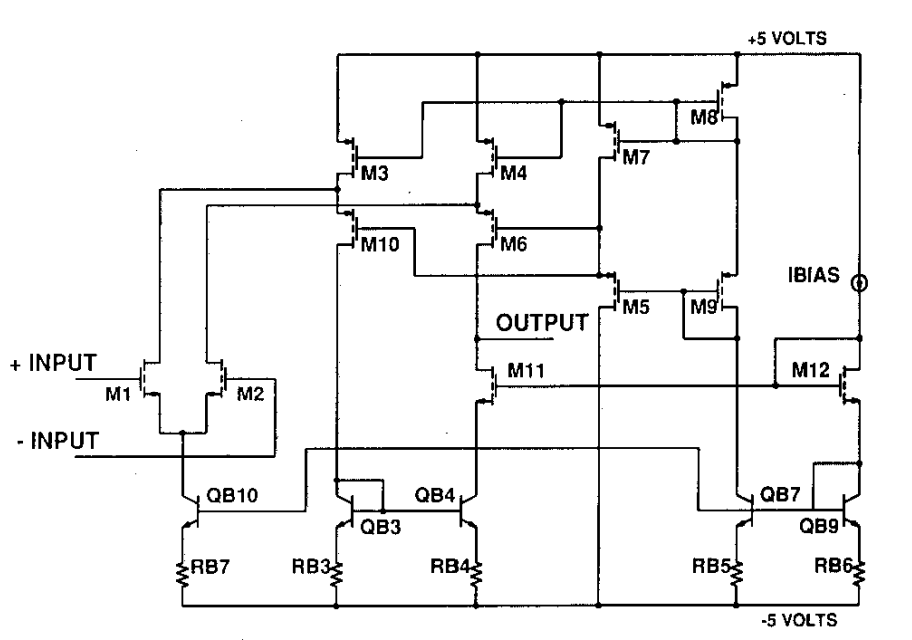 +5 VOLTS
M8
M3
M4
M7
M10
M6
IBIAS
M5
M9
OUTPUT
+ INPUT
M1
M2
M11
M12
- INPUT
QB10
QB4
QB7
QB3
QB9
RB7
RB3
RB4
RB5
RB6
-5 VOLTS